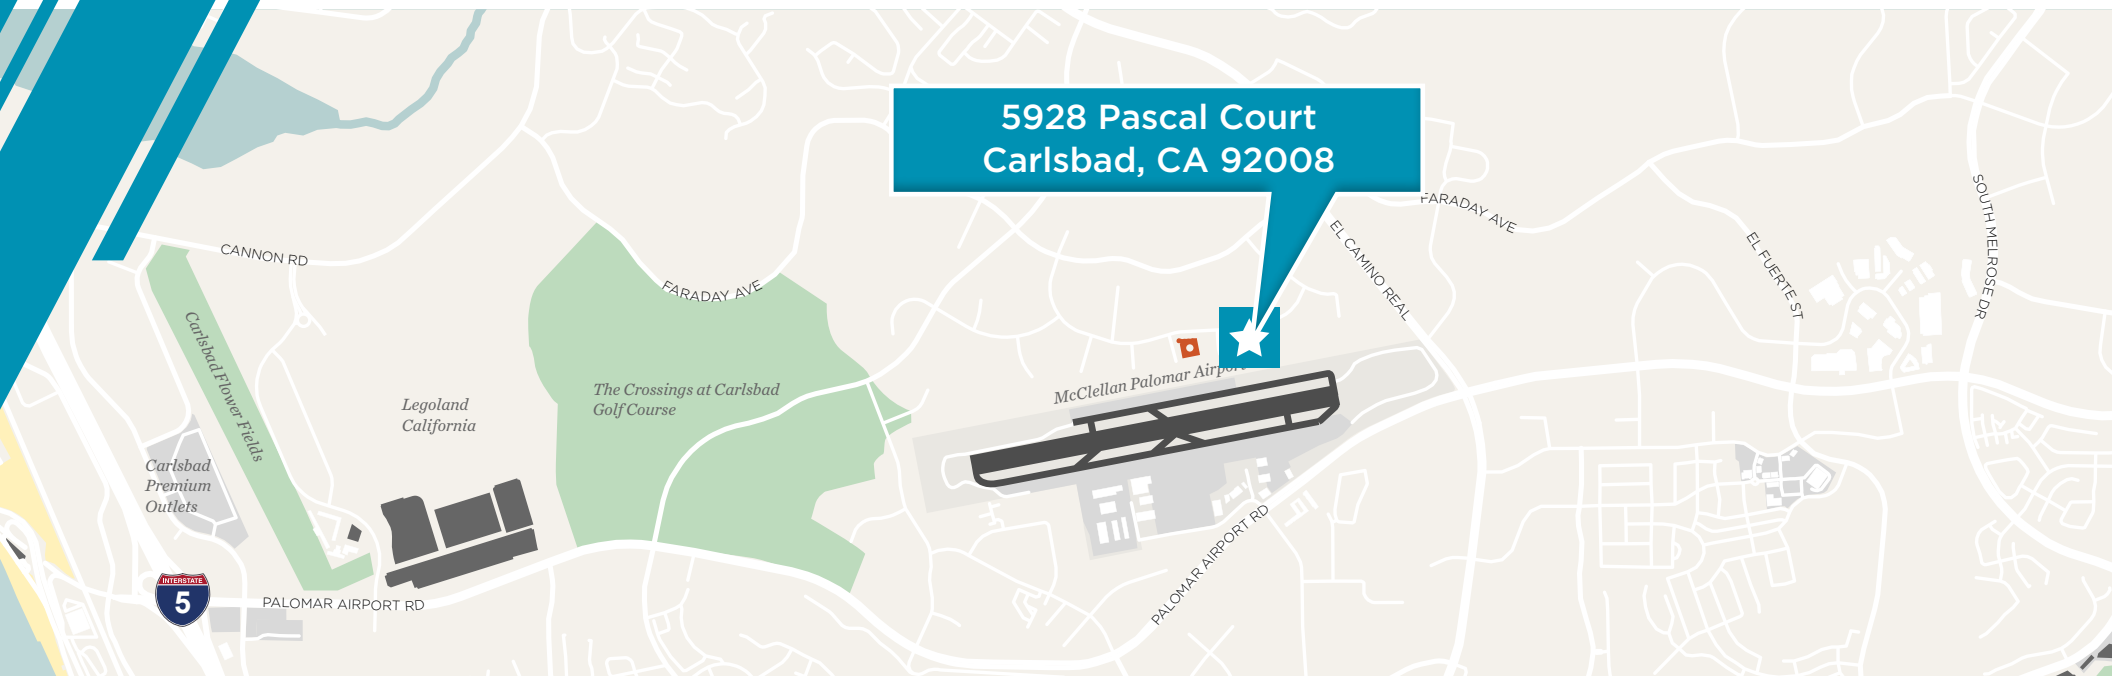 5928 Pascal Court
Carlsbad, CA 92008
FARADAY AVE
SOUTH MELROSE DR
EL CAMINO REAL
EL FUERTE ST
CANNON RD
FARADAY AVE
Carlsbad Flower Fields
McClellan Palomar Airport
The Crossings at Carlsbad
Golf Course
Legoland
California
Carlsbad
Premium
Outlets
PALOMAR AIRPORT RD
INTERSTATE
5
PALOMAR AIRPORT RD